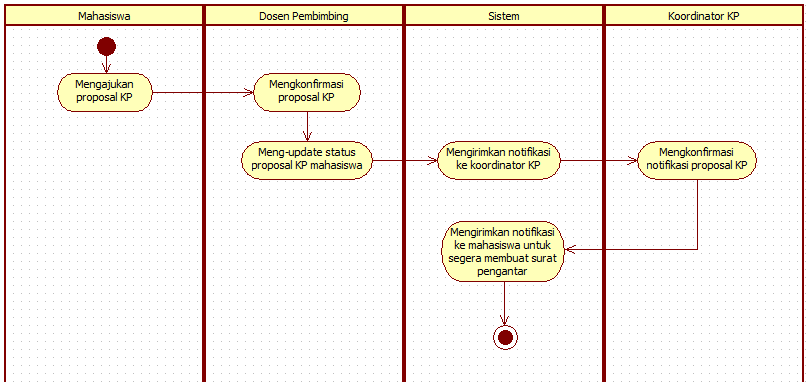 Mahasiswa
Dosen Pembimbing
Sistem
Koordinator KP
Mengajukan
proposal KP
Mengkonfirmasi
proposal KP
Meng-update status
proposal KP mahasiswa
Mengirimkan notifikasi
ke koordinator KP
Mengkonfirmasi
notifikasi proposal KP
Mengirimkan notifikasi
ke mahasiswa untuk
segera membuat surat
pengantar